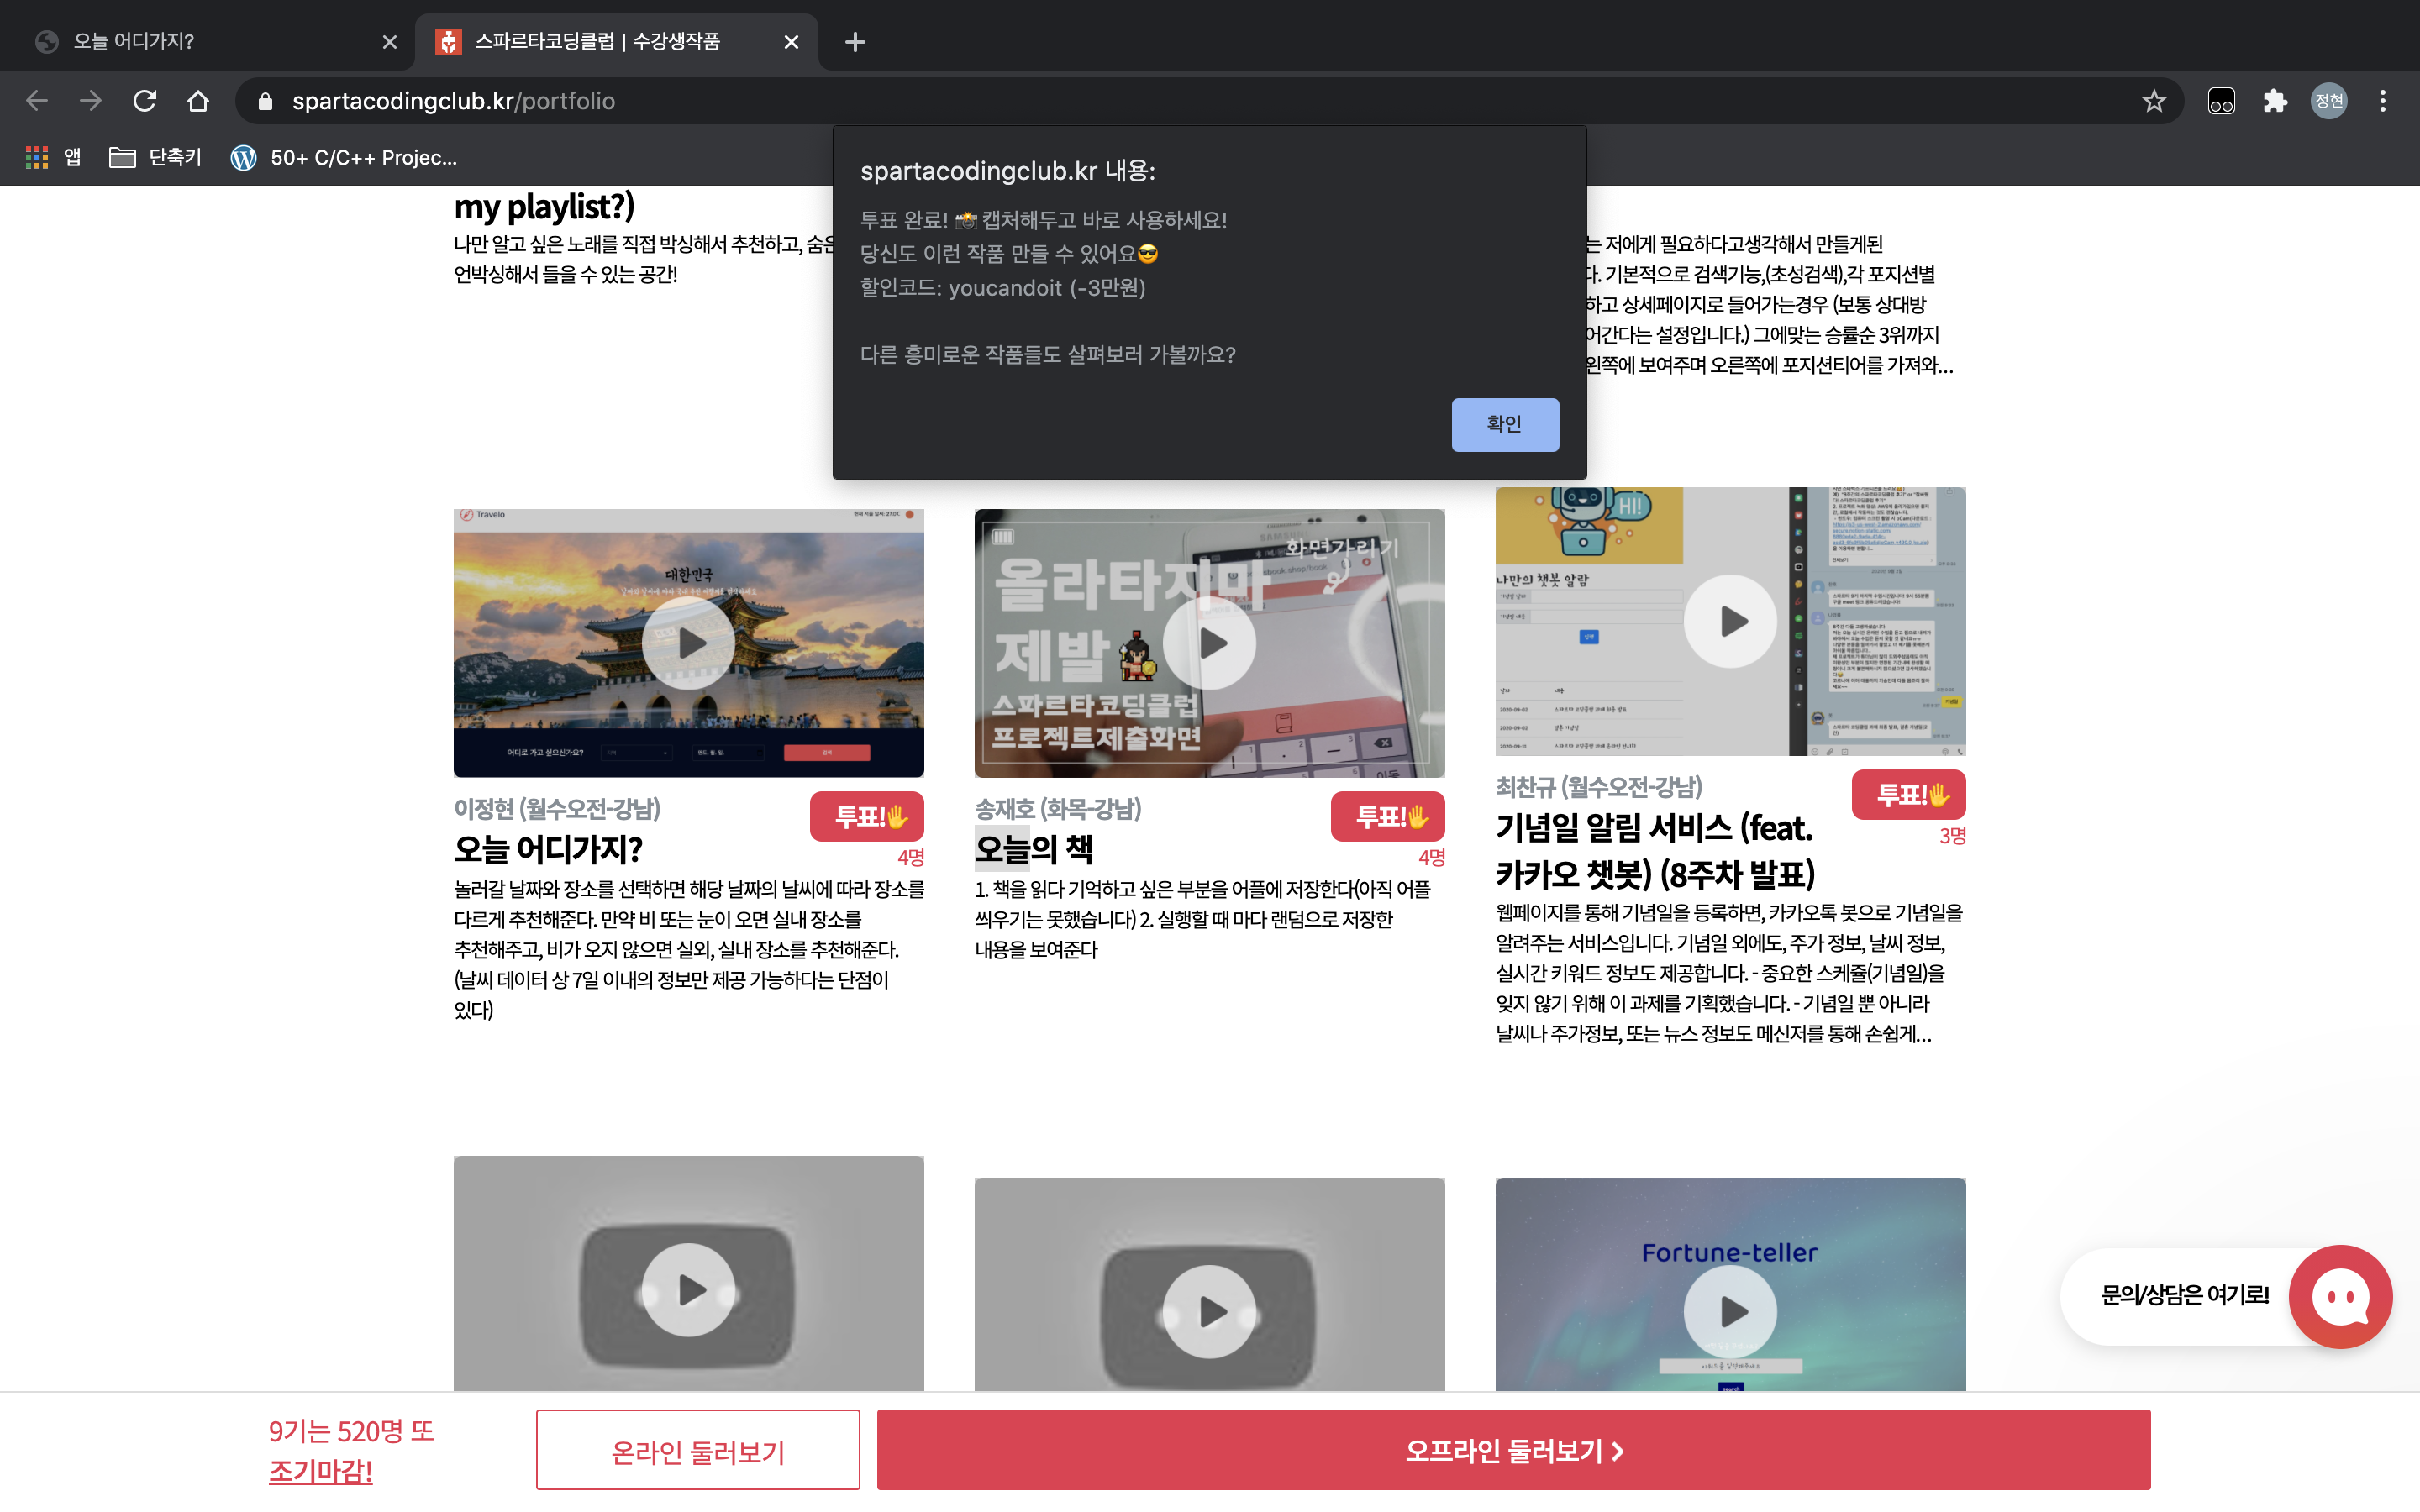 오늘 어디가지?
스파르타코딩클럽 | 수강생작품
spartacodingclub.kr/portfolio
정현
앱
단축키
50+ C/C++ Projec...
spartacodingclub.kr 내용:
투표 완료! 📸 캡처해두고 바로 사용하세요!
당신도 이런 작품 만들 수 있어요😎
할인코드: youcandoit (-3만원)
다른 흥미로운 작품들도 살펴보러 가볼까요?
확인
my playlist?)
나만 알고 싶은 노래를 직접 박싱해서 추천하고, 숨은
언박싱해서 들을 수 있는 공간!
는 저에게 필요하다고생각해서 만들게된
다. 기본적으로 검색기능,(초성검색),각 포지션별
하고 상세페이지로 들어가는경우 (보통 상대방
어간다는 설정입니다.) 그에맞는 승률순 3위까지
왼쪽에 보여주며 오른쪽에 포지션티어를 가져와...
Travelo
대한민국
어디로 가고 싶으신가요?
검색
이정현 (월수오전-강남)
투표!✋
오늘 어디가지?
4명
놀러갈 날짜와 장소를 선택하면 해당 날짜의 날씨에 따라 장소를
다르게 추천해준다. 만약 비 또는 눈이 오면 실내 장소를
추천해주고, 비가 오지 않으면 실외, 실내 장소를 추천해준다.
(날씨 데이터 상 7일 이내의 정보만 제공 가능하다는 단점이
있다)
SAMSUNG
화면가리기
올라타지마
제발
스파르타코딩클럽
프로젝트제출화면
송재호 (화목-강남)
투표!✋
오늘의 책
4명
1. 책을 읽다 기억하고 싶은 부분을 어플에 저장한다(아직 어플
씌우기는 못했습니다) 2. 실행할 때 마다 랜덤으로 저장한
내용을 보여준다
HI!
나만의 챗봇 알람
최찬규 (월수오전-강남)
투표!✋
기념일 알림 서비스 (feat.
카카오 챗봇) (8주차 발표)
3명
웹페이지를 통해 기념일을 등록하면, 카카오톡 봇으로 기념일을
알려주는 서비스입니다. 기념일 외에도, 주가 정보, 날씨 정보,
실시간 키워드 정보도 제공합니다. - 중요한 스케쥴(기념일)을
잊지 않기 위해 이 과제를 기획했습니다. - 기념일 뿐 아니라
날씨나 주가정보, 또는 뉴스 정보도 메신저를 통해 손쉽게...
Fortune-teller
문의/상담은 여기로!
9기는 520명 또
조기마감!
온라인 둘러보기
오프라인 둘러보기 >